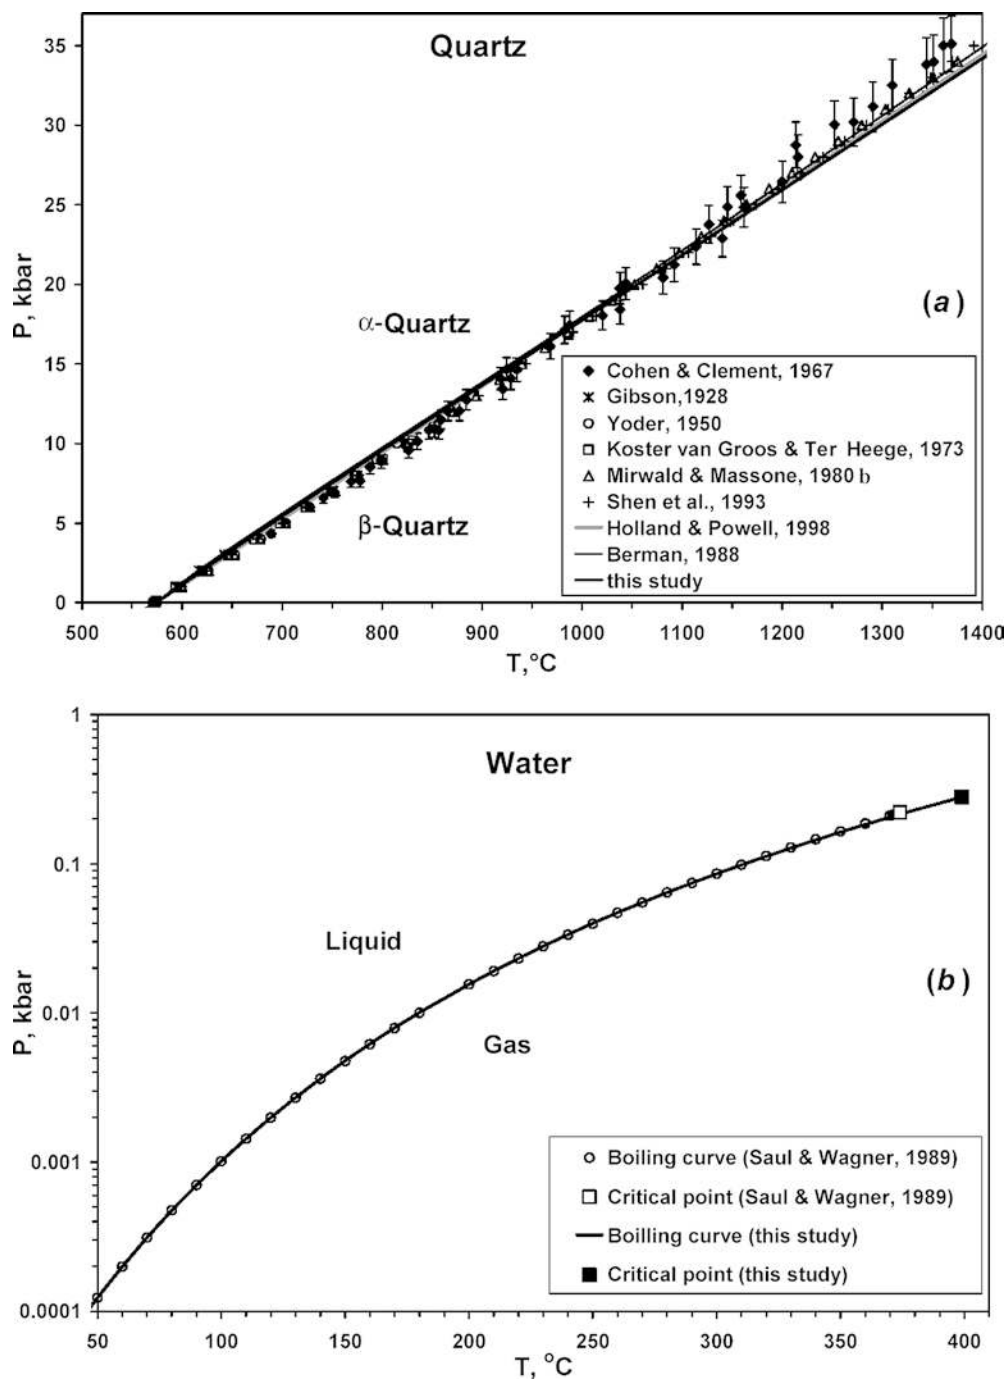 Quartz
35
30
25
20
15
10
5
0
P, kbar
α-Quartz
β-Quartz
(a)
Cohen & Clement, 1967
Gibson,1928
Yoder, 1950
Koster van Groos & Ter Heege, 1973
Mirwald & Massone, 1980 b
Shen et al., 1993
Holland & Powell, 1998
Berman, 1988
this study
500 600 700 800 900 1000 1100 1200 1300 1400
T,°C
Water
1
0.1
0.01
0.001
0.0001
P, kbar
Liquid
Gas
(b)
Boiling curve (Saul & Wagner, 1989)
Critical point (Saul & Wagner, 1989)
Boilling curve (this study)
Critical point (this study)
50 100 150 200 250 300 350 400
T, °C